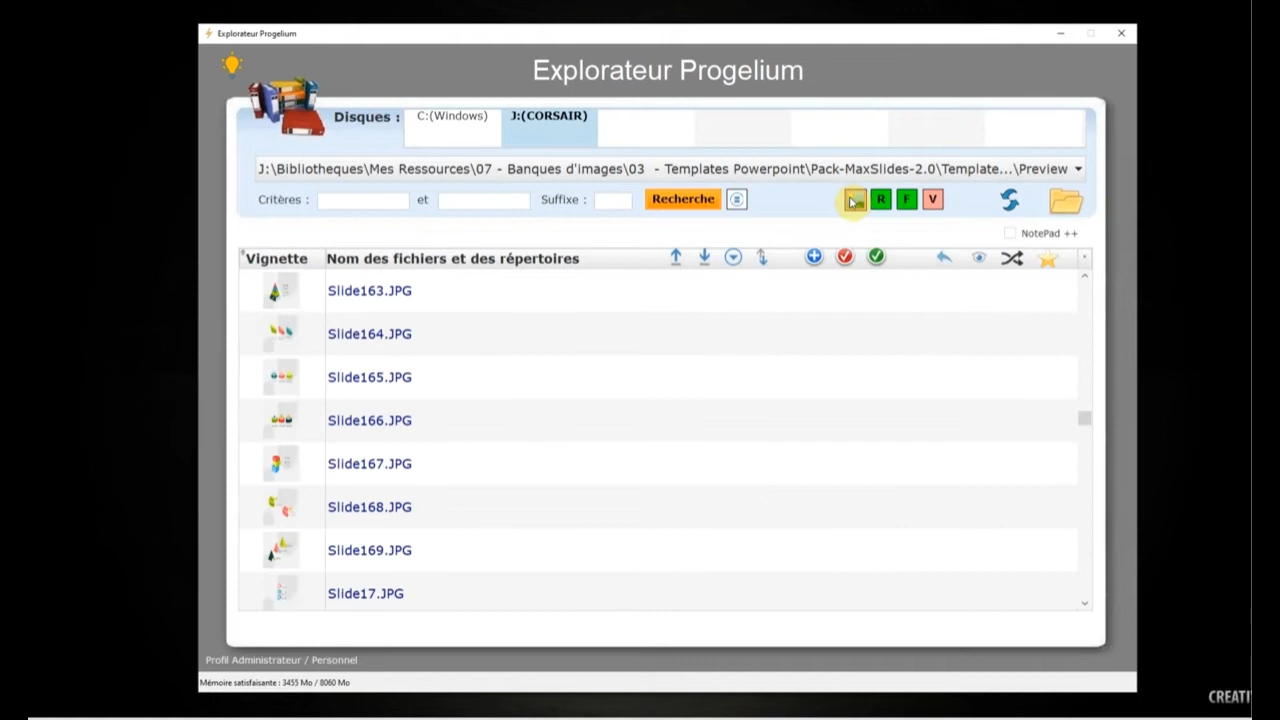 Explorateur Progelium
Explorateur Progelium
Disques : C:(Windows) J:(CORSAIR)
J:\Bibliotheques\Mes Ressources\07 - Banques d'images\03 - Templates Powerpoint\Pack-MaxSlides-2.0\Template...\Preview
Critères : et Suffixe : Recherche R F V
NotePad ++
Vignette Nom des fichiers et des répertoires
Slide163.JPG
Slide164.JPG
Slide165.JPG
Slide166.JPG
Slide167.JPG
Slide168.JPG
Slide169.JPG
Slide17.JPG
Profil Administrateur / Personnel
Mémoire satisfaisante : 3455 Mo / 8060 Mo
CREATI